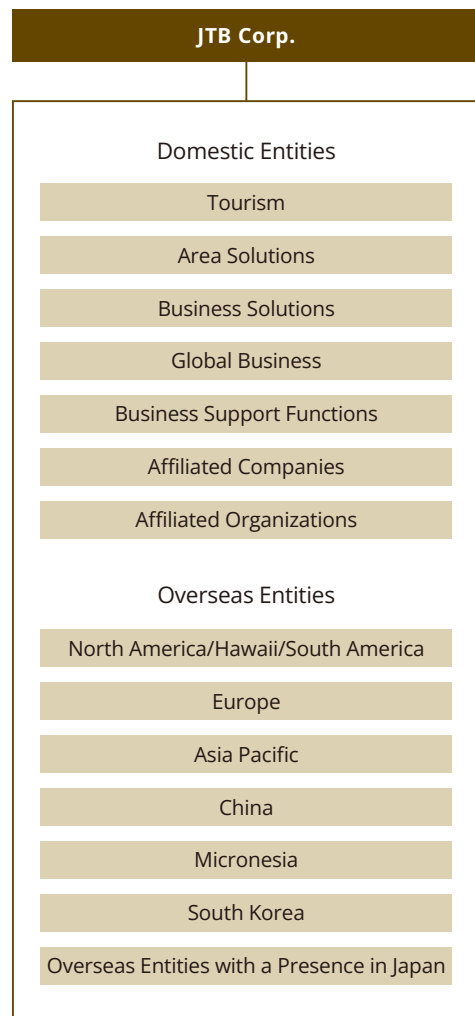 JTB Corp.
Domestic Entities
Tourism
Area Solutions
Business Solutions
Global Business
Business Support Functions
Affiliated Companies
Affiliated Organizations
Overseas Entities
North America/Hawaii/South America
Europe
Asia Pacific
China
Micronesia
South Korea
Overseas Entities with a Presence in Japan